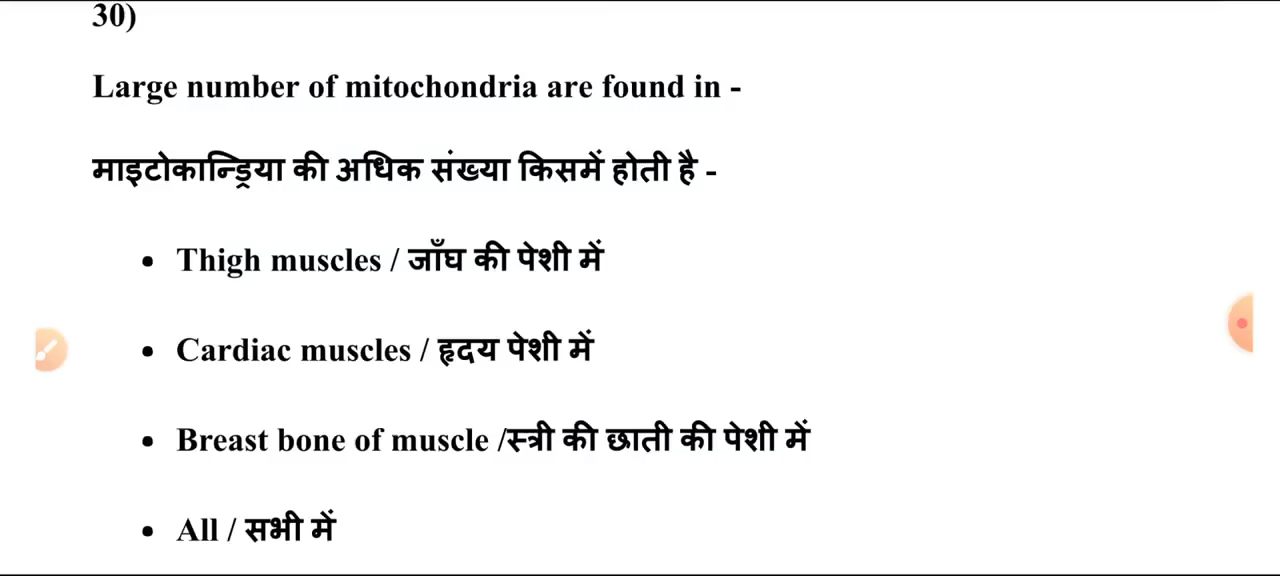 30)
Large number of mitochondria are found in -
माइटोकान्ड्रिया की अधिक संख्या किसमें होती है -
• Thigh muscles / जाँघ की पेशी में
• Cardiac muscles / हृदय पेशी में
• Breast bone of muscle /स्त्री की छाती की पेशी में
• All / सभी में